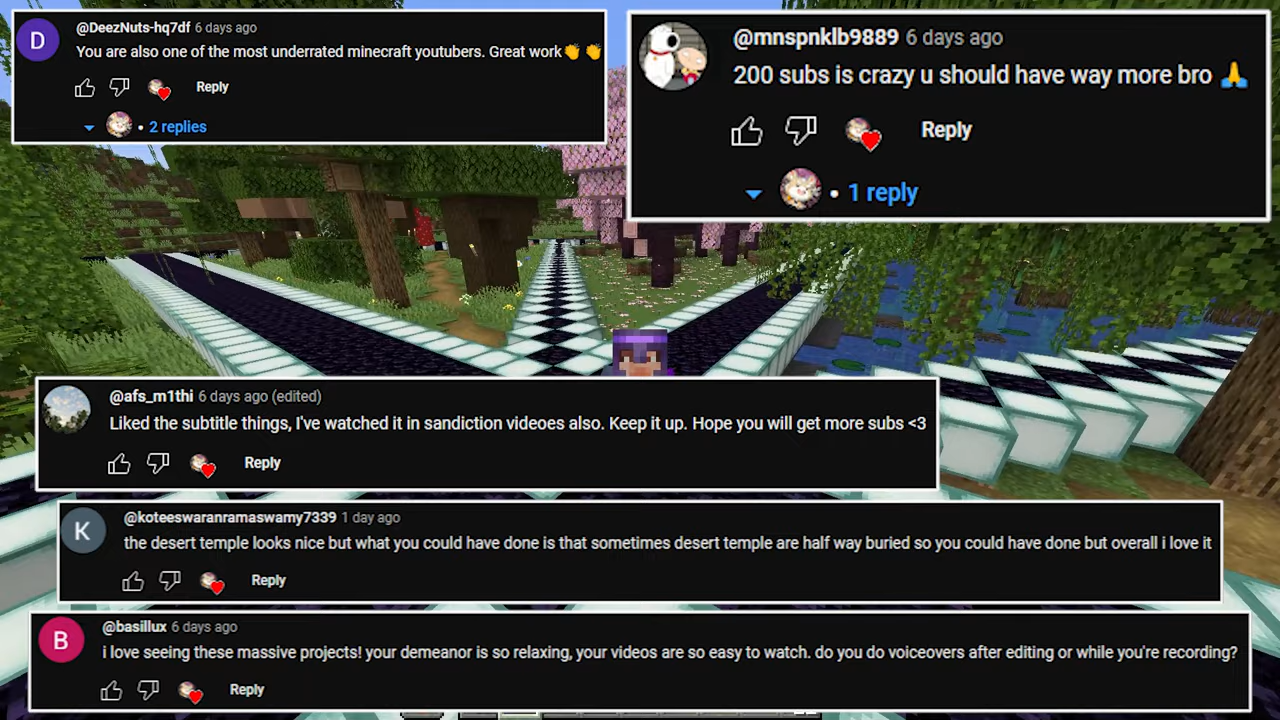 @DeezNuts-hq7df 6 days ago
You are also one of the most underrated minecraft youtubers. Great work👏 👏
Reply
2 replies
@mnspnklb9889 6 days ago
200 subs is crazy u should have way more bro 🙏
Reply
1 reply
@afs_m1thi 6 days ago (edited)
Liked the subtitle things, I've watched it in sandiction videoes also. Keep it up. Hope you will get more subs <3
Reply
@koteeswaranramaswamy7339 1 day ago
the desert temple looks nice but what you could have done is that sometimes desert temple are half way buried so you could have done but overall i love it
Reply
@basillux 6 days ago
i love seeing these massive projects! your demeanor is so relaxing, your videos are so easy to watch. do you do voiceovers after editing or while you're recording?
Reply
D
K
B